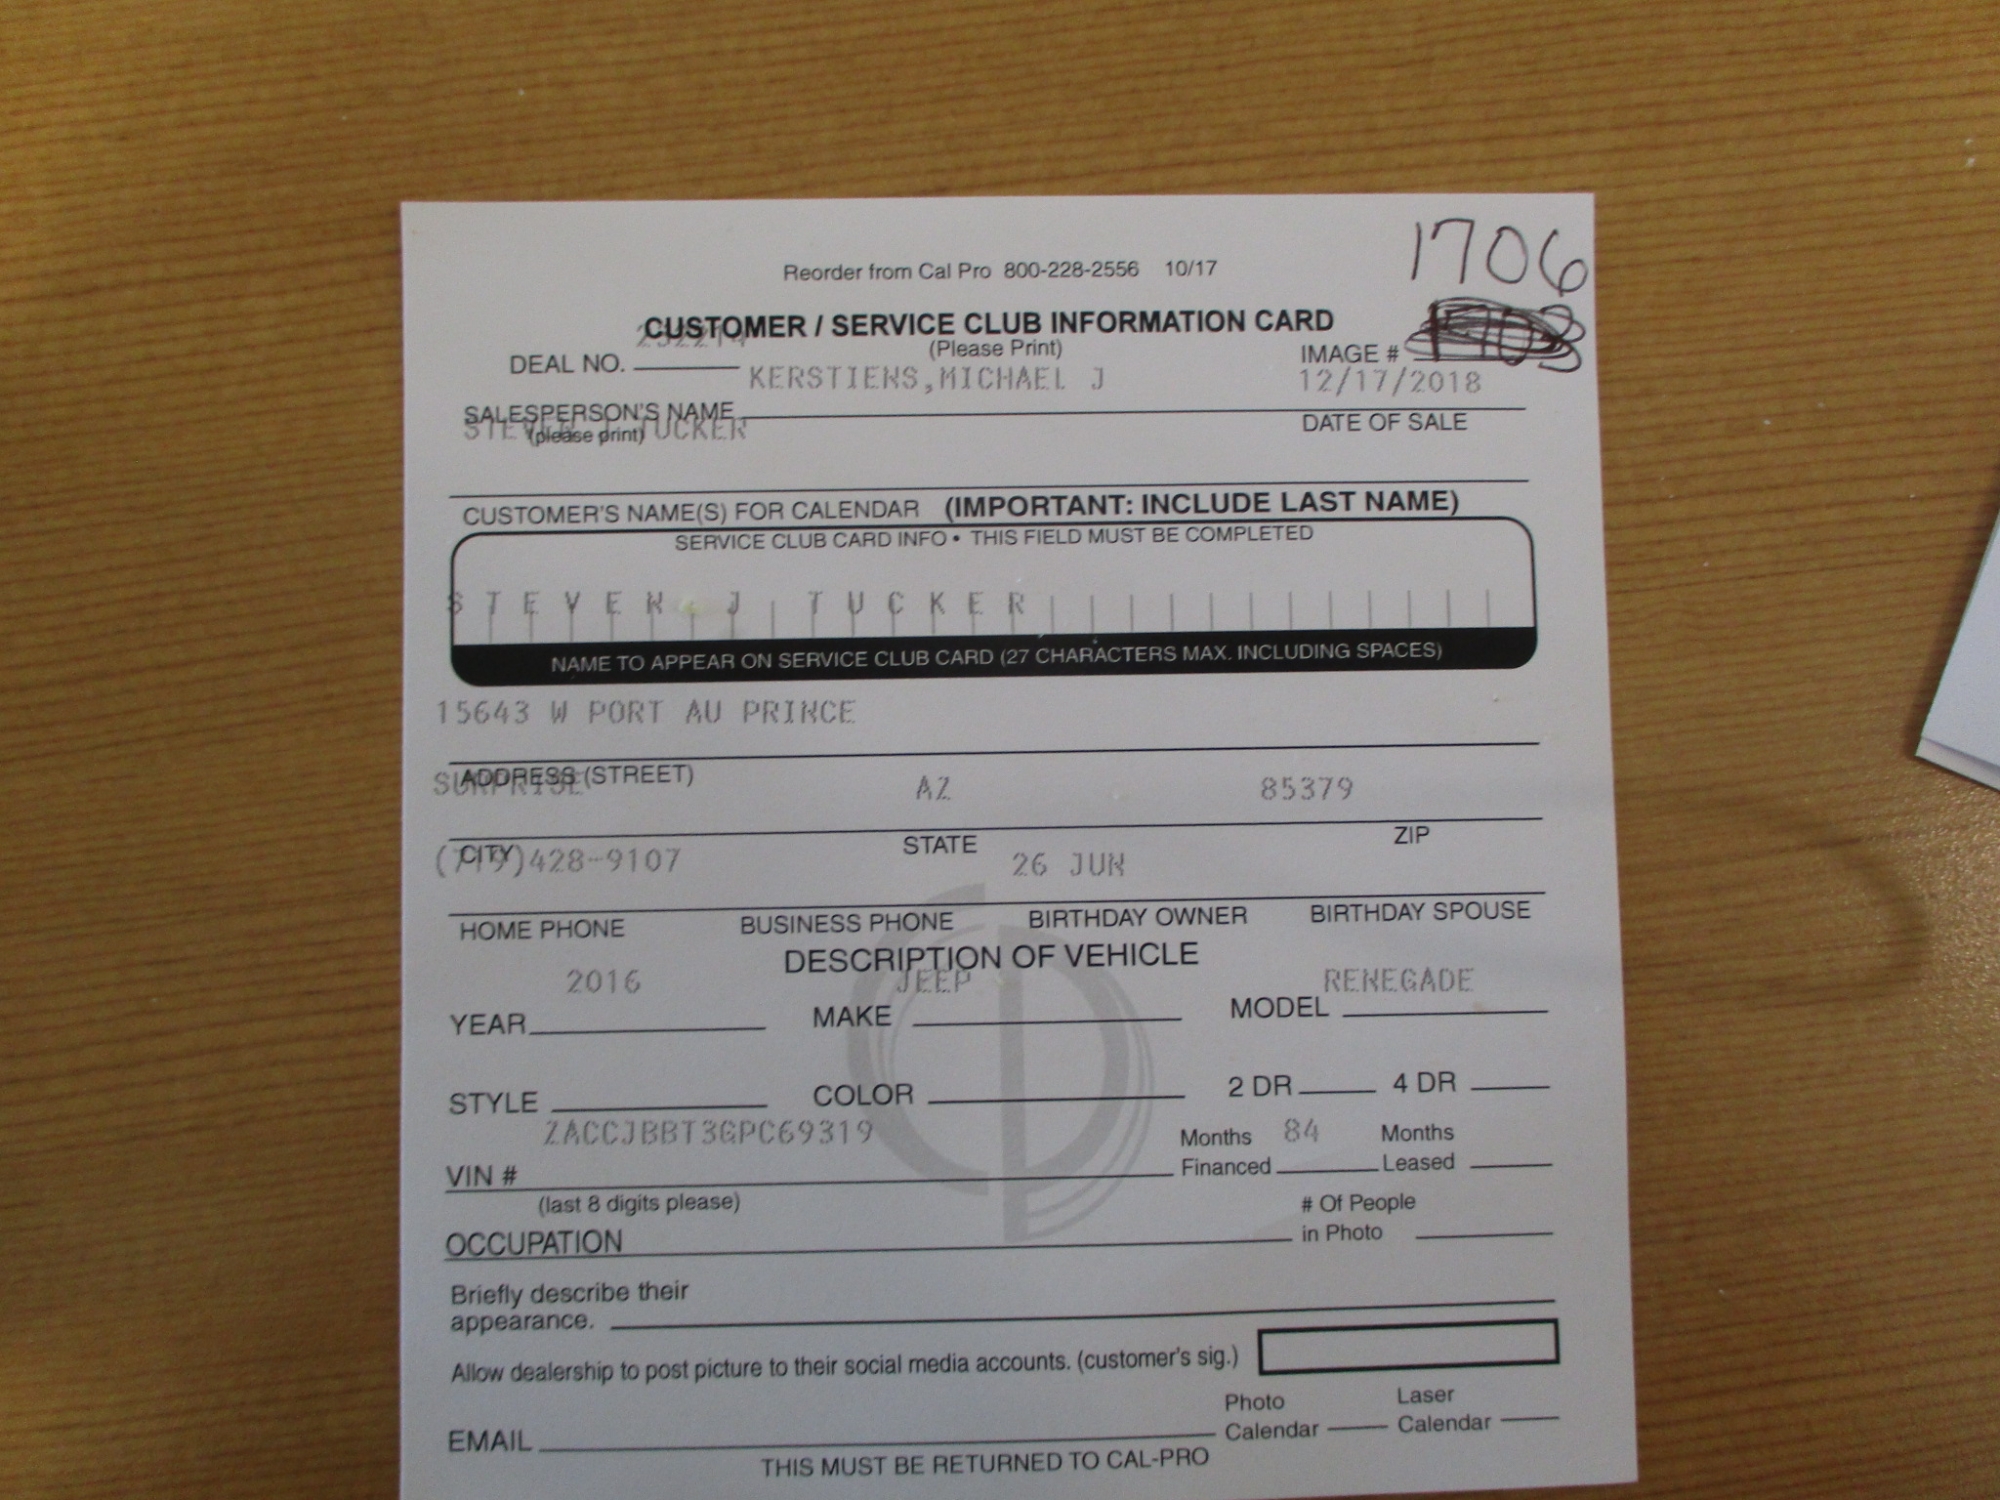 1706
Reorder from Cal Pro 800-228-2556 10/17
CUSTOMER / SERVICE CLUB INFORMATION CARD
(Please Print)
DEAL NO. IMAGE #
KERSTIENS,MICHAEL J 12/17/2018
SALESPERSON'S NAME DATE OF SALE
(please print)
STEVEN J TUCKER
CUSTOMER'S NAME(S) FOR CALENDAR (IMPORTANT: INCLUDE LAST NAME)
SERVICE CLUB CARD INFO • THIS FIELD MUST BE COMPLETED
STEVEN J TUCKER
NAME TO APPEAR ON SERVICE CLUB CARD (27 CHARACTERS MAX. INCLUDING SPACES)
15643 W PORT AU PRINCE
ADDRESS (STREET)
SURPRISE AZ 85379
CITY STATE ZIP
(719)428-9107 26 JUN
HOME PHONE BUSINESS PHONE BIRTHDAY OWNER BIRTHDAY SPOUSE
DESCRIPTION OF VEHICLE
2016 JEEP RENEGADE
YEAR MAKE MODEL
STYLE COLOR 2 DR 4 DR
ZACCJBBT3GPC69319 84
VIN # Months Financed Months Leased
(last 8 digits please)
OCCUPATION # Of People in Photo
Briefly describe their
appearance.
Allow dealership to post picture to their social media accounts. (customer's sig.)
EMAIL Photo Calendar Laser Calendar
THIS MUST BE RETURNED TO CAL-PRO